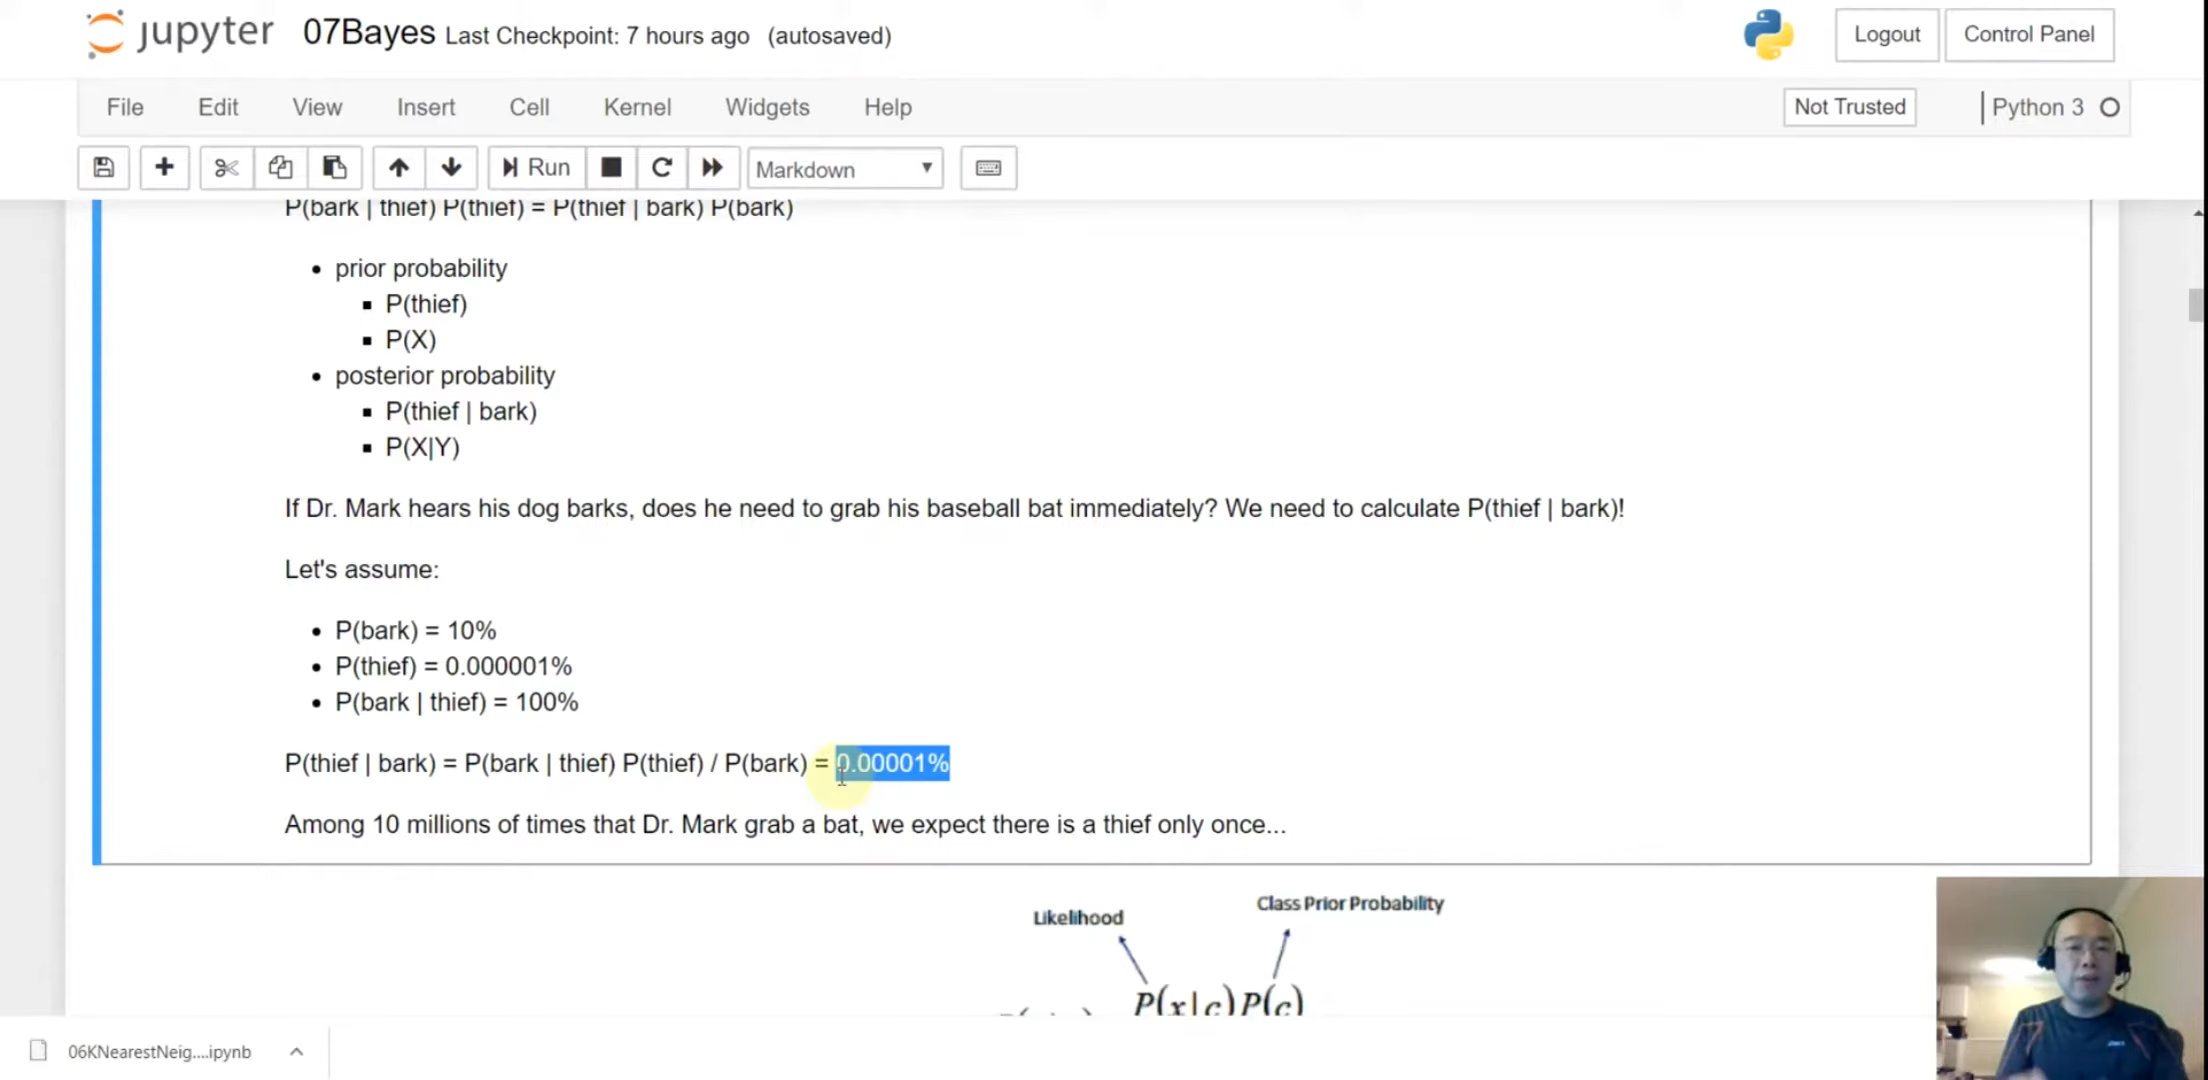 jupyter 07Bayes Last Checkpoint: 7 hours ago (autosaved) Logout Control Panel
File Edit View Insert Cell Kernel Widgets Help Not Trusted Python 3
Run Markdown
P(bark | thief) P(thief) = P(thief | bark) P(bark)
prior probability
P(thief)
P(X)
posterior probability
P(thief | bark)
P(X|Y)
If Dr. Mark hears his dog barks, does he need to grab his baseball bat immediately? We need to calculate P(thief | bark)!
Let's assume:
P(bark) = 10%
P(thief) = 0.000001%
P(bark | thief) = 100%
P(thief | bark) = P(bark | thief) P(thief) / P(bark) = 0.00001%
Among 10 millions of times that Dr. Mark grab a bat, we expect there is a thief only once...
Likelihood Class Prior Probability
P(x|c)P(c)
06KNearestNeig....ipynb